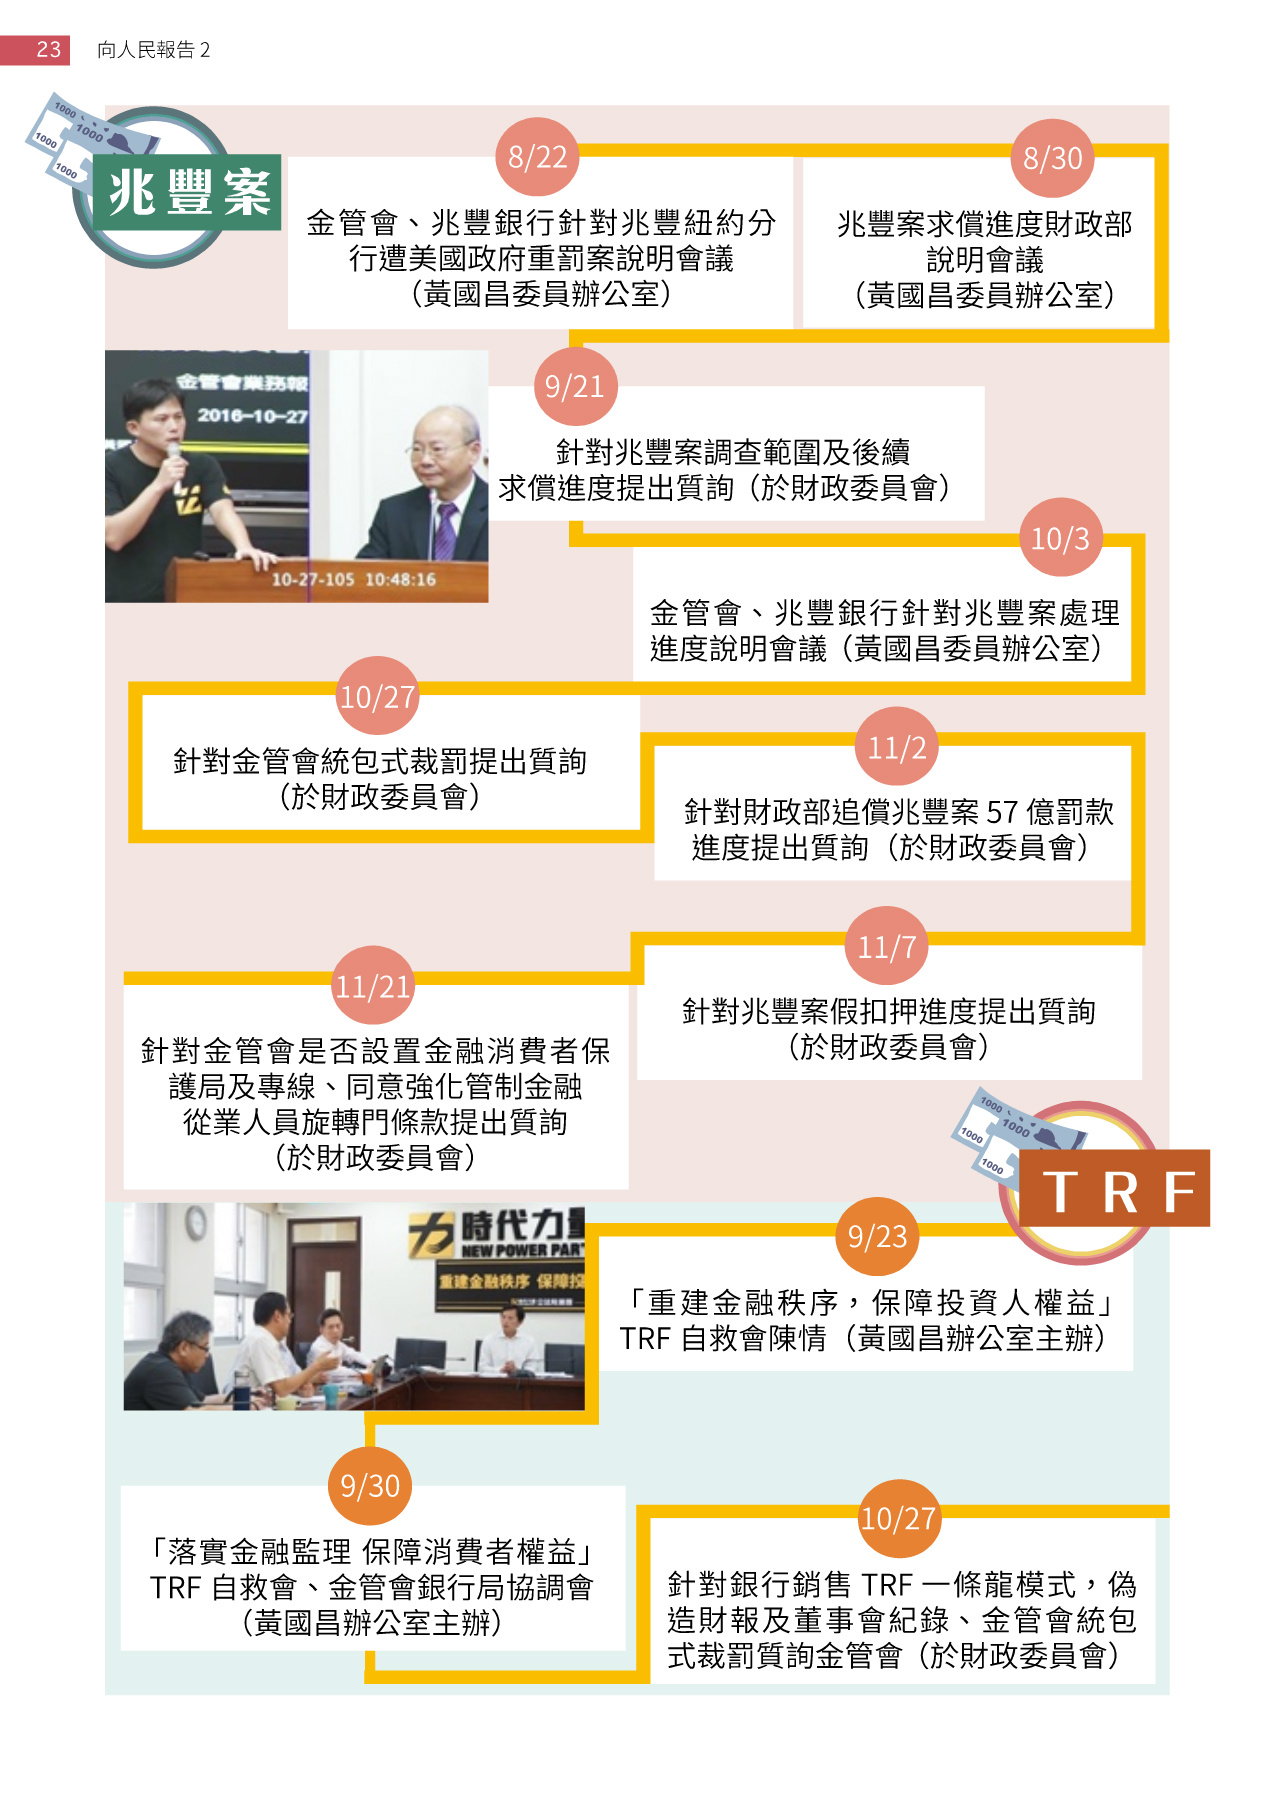 23
向人民報告 2
1000
1000
1000
1000
兆豐案
8/22
金管會、兆豐銀行針對兆豐紐約分
行遭美國政府重罰案說明會議
（黃國昌委員辦公室）
8/30
兆豐案求償進度財政部
說明會議
（黃國昌委員辦公室）
金管會業務報
2016-10-27
10-27-105 10:48:16
9/21
針對兆豐案調查範圍及後續
求償進度提出質詢（於財政委員會）
10/3
金管會、兆豐銀行針對兆豐案處理
進度說明會議（黃國昌委員辦公室）
10/27
針對金管會統包式裁罰提出質詢
（於財政委員會）
11/2
針對財政部追償兆豐案 57 億罰款
進度提出質詢（於財政委員會）
11/7
針對兆豐案假扣押進度提出質詢
（於財政委員會）
11/21
針對金管會是否設置金融消費者保
護局及專線、同意強化管制金融
從業人員旋轉門條款提出質詢
（於財政委員會）
1000
1000
1000
1000
TRF
時代力量
NEW POWER PAR
重建金融秩序 保障投
9/23
「重建金融秩序，保障投資人權益」
TRF 自救會陳情（黃國昌辦公室主辦）
9/30
「落實金融監理 保障消費者權益」
TRF 自救會、金管會銀行局協調會
（黃國昌辦公室主辦）
10/27
針對銀行銷售 TRF 一條龍模式，偽
造財報及董事會紀錄、金管會統包
式裁罰質詢金管會（於財政委員會）